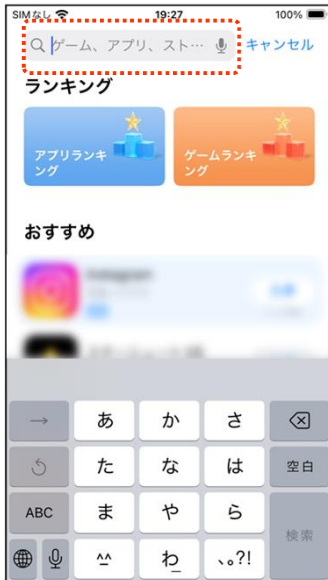 SIMなし 19:27 100%
ゲーム、アプリ、スト… キャンセル
ランキング
アプリランキ
ング
ゲームランキ
ング
おすすめ
→ あ か さ
た な は 空白
ABC ま や ら
検索
^^ わ_ 、。?!